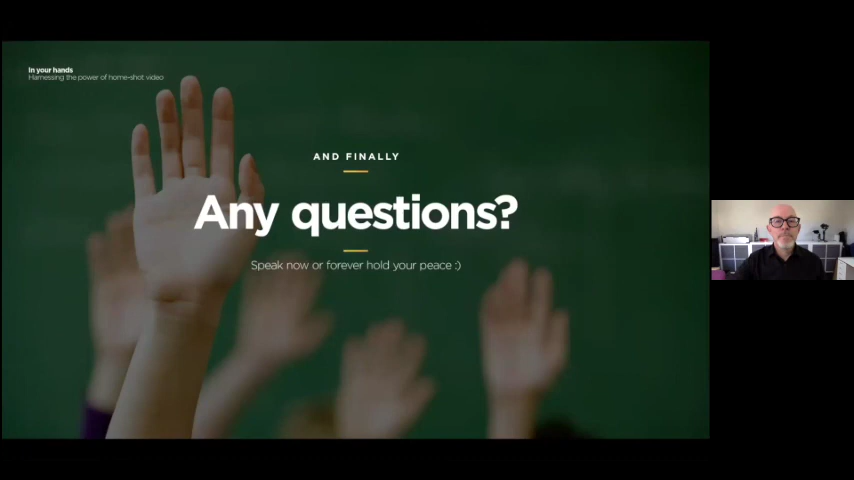 In your hands
Harnessing the power of home-shot video
AND FINALLY
Any questions?
Speak now or forever hold your peace :)